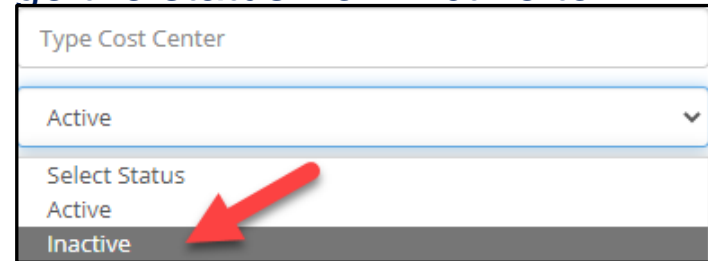 Type Cost Center
Active
Select Status
Active
Inactive